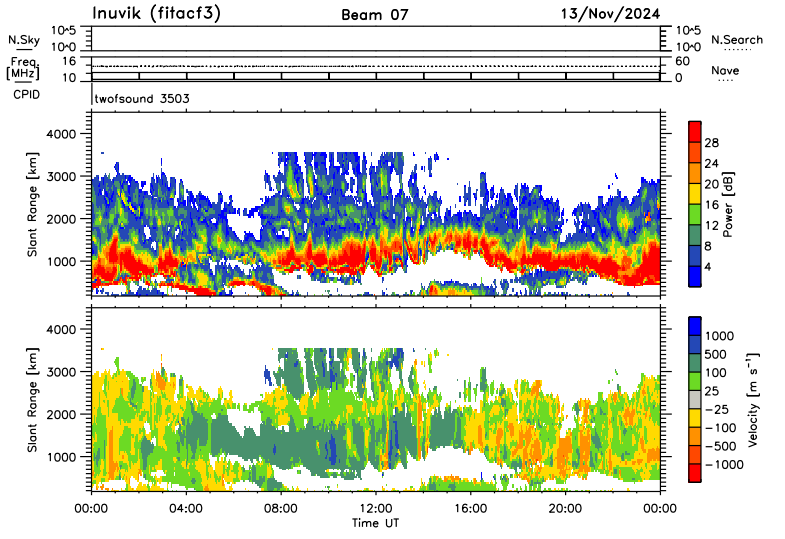 Inuvik (fitacf3) Beam 07 13/Nov/2024
N.Sky 10^5 10^0 10^5 10^0 N.Search
Freq. [MHz] 16 10 60 0 Nave
CPID twofsound 3503
4000
3000
2000
1000
Slant Range [km]
28
24
20
16
12
8
4
Power [dB]
4000
3000
2000
1000
Slant Range [km]
1000
500
100
25
−25
−100
−500
−1000
Velocity [m s⁻¹]
00:00 04:00 08:00 12:00 16:00 20:00 00:00
Time UT